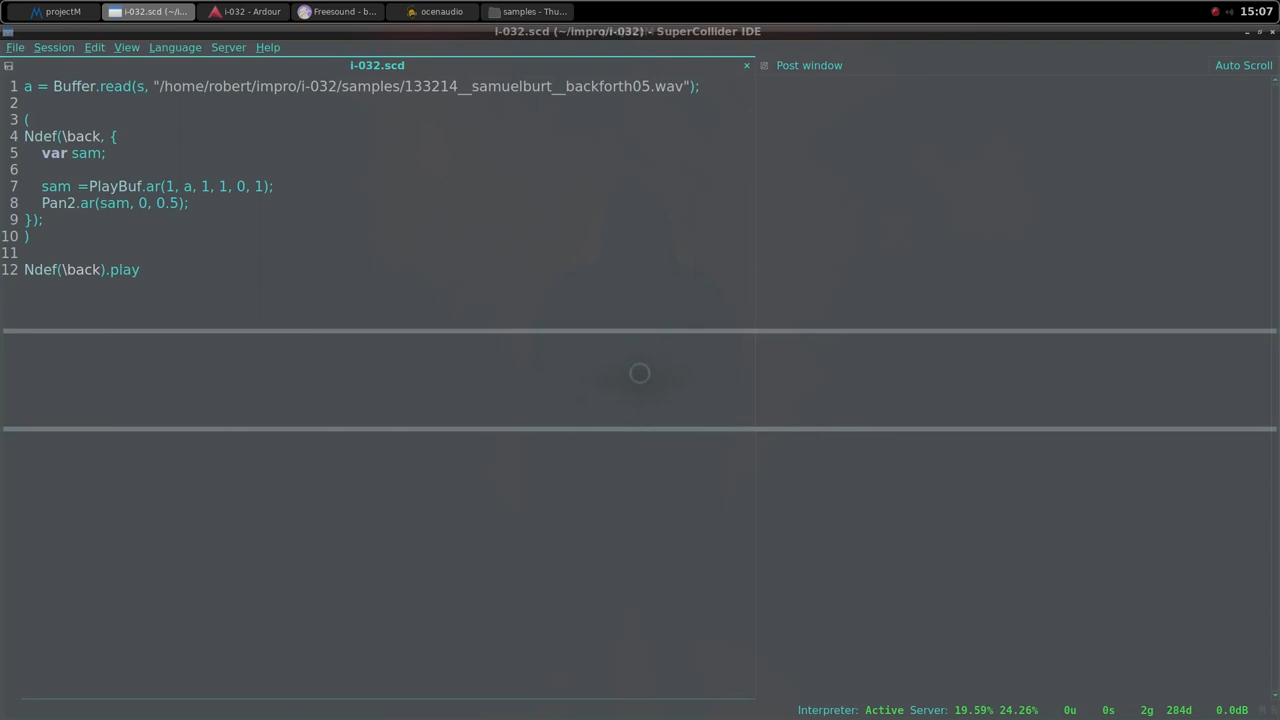 projectM
i-032.scd (~/i...
i-032 - Ardour
Freesound - b...
ocenaudio
samples - Thu...
15:07
i-032.scd (~/impro/i-032) - SuperCollider IDE
File Session Edit View Language Server Help
i-032.scd
Post window
Auto Scroll
1 a = Buffer.read(s, "/home/robert/impro/i-032/samples/133214__samuelburt__backforth05.wav");
2
3 (
4 Ndef(\back, {
5 var sam;
6
7 sam =PlayBuf.ar(1, a, 1, 1, 0, 1);
8 Pan2.ar(sam, 0, 0.5);
9 });
10 )
11
12 Ndef(\back).play
Interpreter: Active Server: 19.59% 24.26% 0u 0s 2g 284d 0.0dB